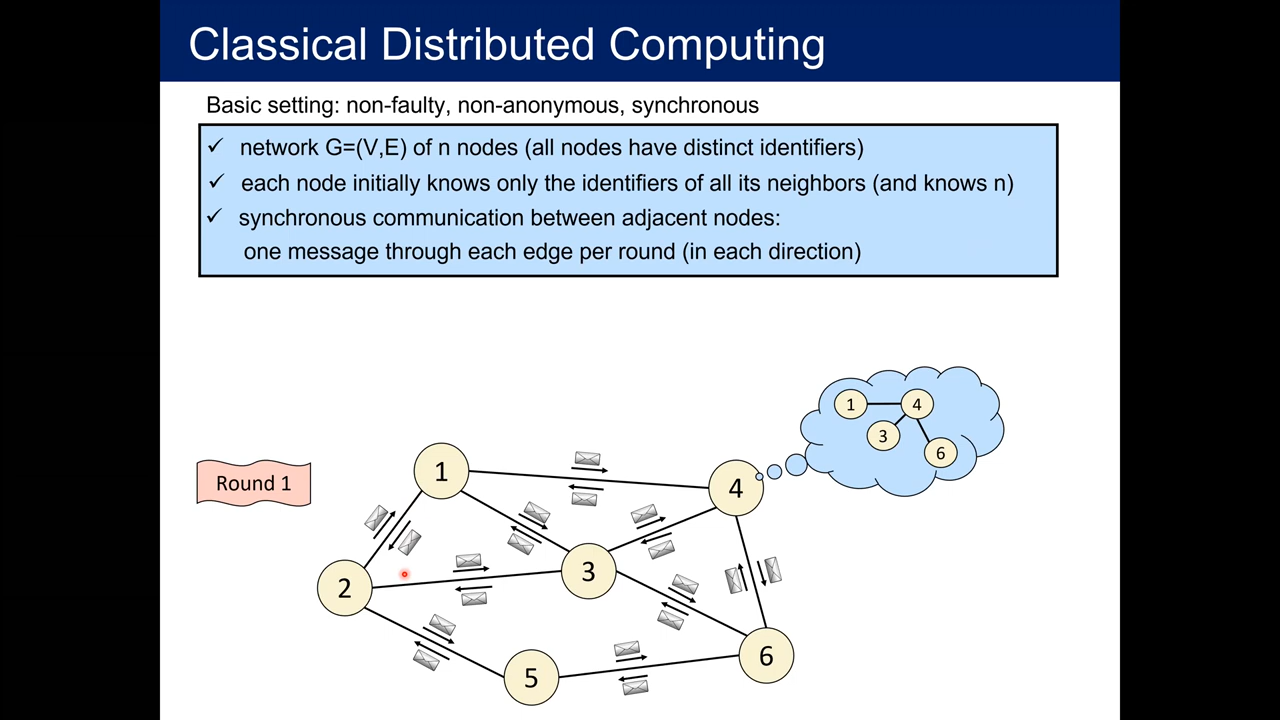 Classical Distributed Computing
Basic setting: non-faulty, non-anonymous, synchronous
✓ network G=(V,E) of n nodes (all nodes have distinct identifiers)
✓ each node initially knows only the identifiers of all its neighbors (and knows n)
✓ synchronous communication between adjacent nodes:
one message through each edge per round (in each direction)
1 4
3
6
Round 1
1
4
3
2
6
5